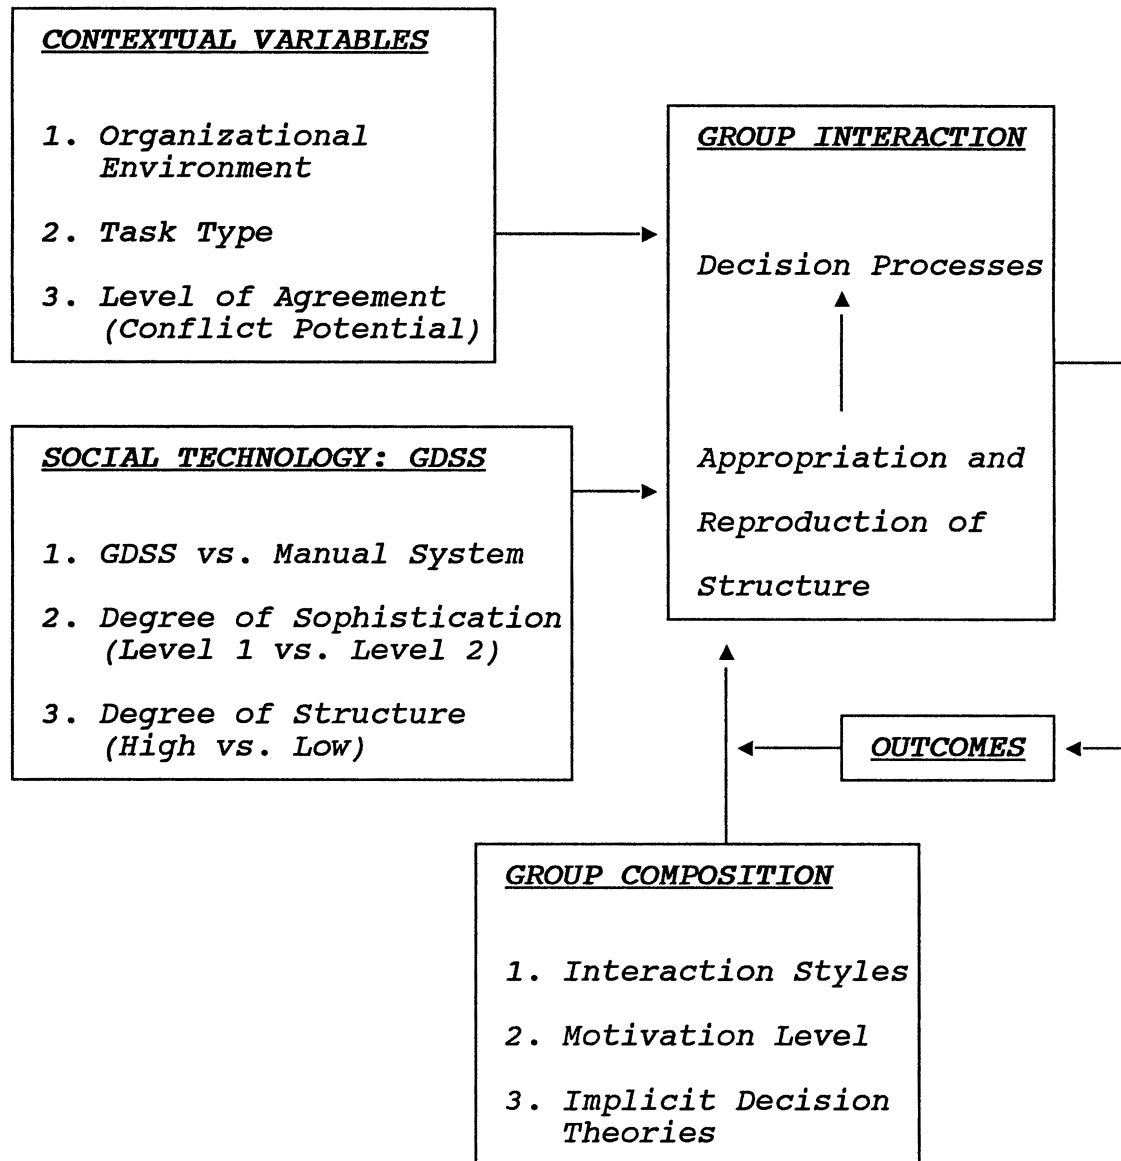 CONTEXTUAL VARIABLES
1. Organizational
Environment
2. Task Type
3. Level of Agreement
(Conflict Potential)
SOCIAL TECHNOLOGY: GDSS
1. GDSS vs. Manual System
2. Degree of Sophistication
(Level 1 vs. Level 2)
3. Degree of Structure
(High vs. Low)
GROUP INTERACTION
Decision Processes
Appropriation and
Reproduction of
Structure
OUTCOMES
GROUP COMPOSITION
1. Interaction Styles
2. Motivation Level
3. Implicit Decision
Theories